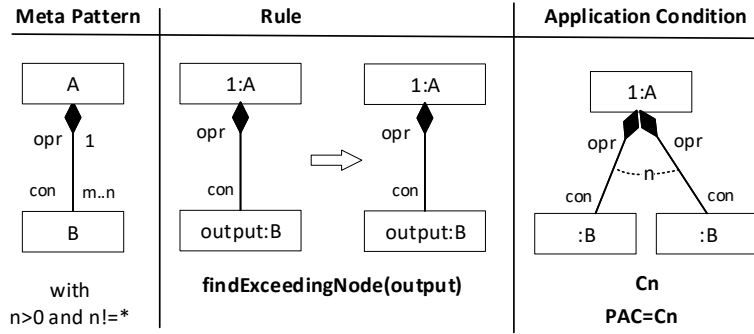 Meta Pattern
Rule
Application Condition
A
opr 1
con m..n
B
with
n>0 and n!=*
1:A
opr
con
output:B
1:A
opr
con
output:B
findExceedingNode(output)
1:A
opr opr
n
con con
:B :B
Cn
PAC=Cn